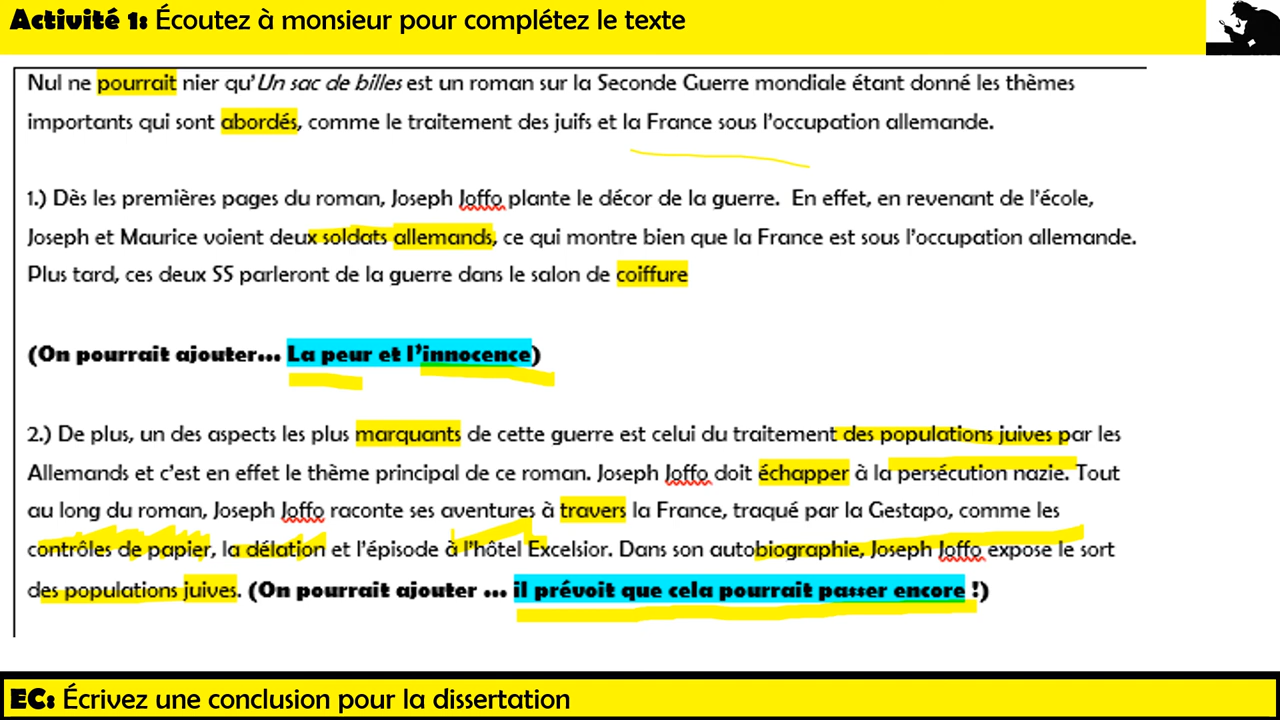 Activité 1: Écoutez à monsieur pour complétez le texte
Nul ne pourrait nier qu'Un sac de billes est un roman sur la Seconde Guerre mondiale étant donné les thèmes
importants qui sont abordés, comme le traitement des juifs et la France sous l'occupation allemande.
1.) Dès les premières pages du roman, Joseph Joffo plante le décor de la guerre. En effet, en revenant de l'école,
Joseph et Maurice voient deux soldats allemands, ce qui montre bien que la France est sous l'occupation allemande.
Plus tard, ces deux SS parleront de la guerre dans le salon de coiffure
(On pourrait ajouter... La peur et l'innocence)
2.) De plus, un des aspects les plus marquants de cette guerre est celui du traitement des populations juives par les
Allemands et c'est en effet le thème principal de ce roman. Joseph Joffo doit échapper à la persécution nazie. Tout
au long du roman, Joseph Joffo raconte ses aventures à travers la France, traqué par la Gestapo, comme les
contrôles de papier, la délation et l'épisode à l'hôtel Excelsior. Dans son autobiographie, Joseph Joffo expose le sort
des populations juives. (On pourrait ajouter ... il prévoit que cela pourrait passer encore !)
EC: Écrivez une conclusion pour la dissertation